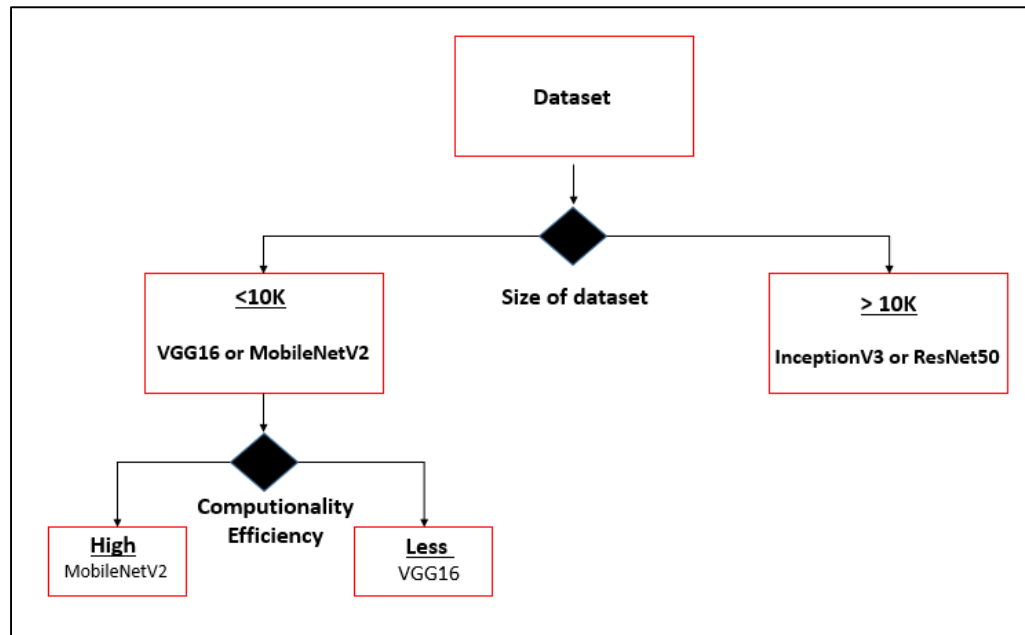 Dataset
Size of dataset
<10K
VGG16 or MobileNetV2
> 10K
InceptionV3 or ResNet50
Computionality
Efficiency
High
MobileNetV2
Less
VGG16